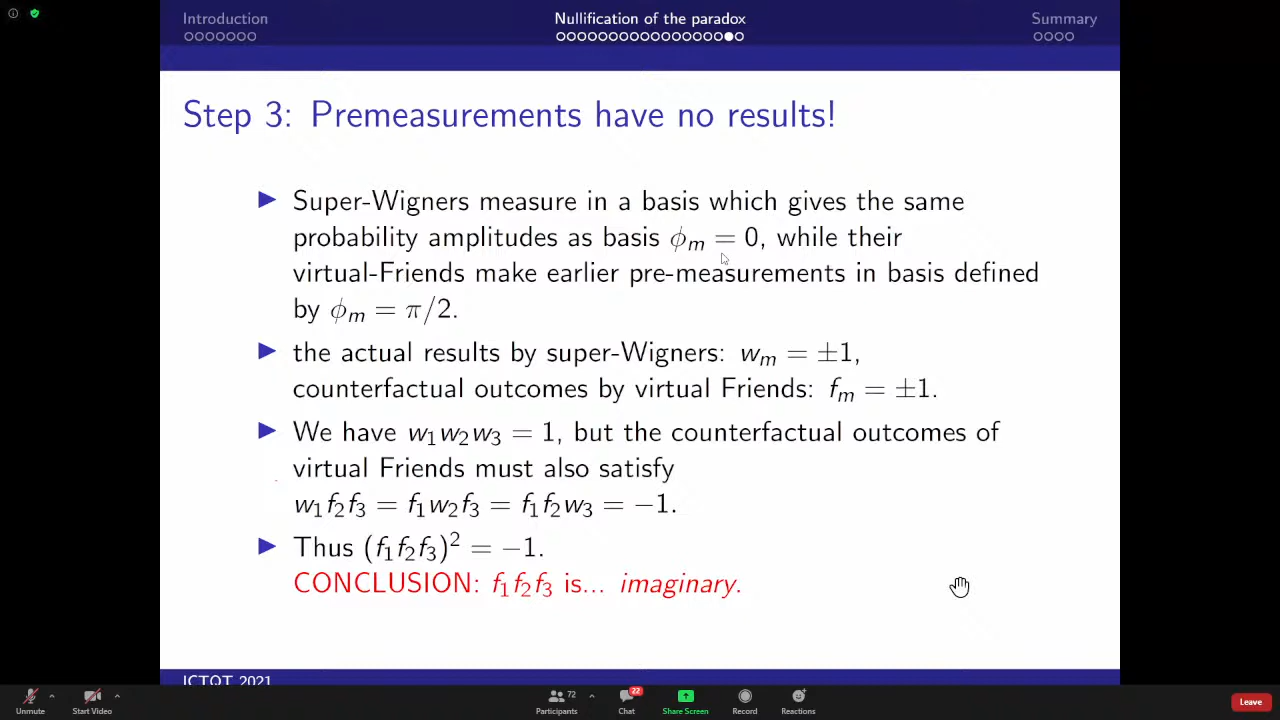 Introduction
Nullification of the paradox
Summary
Step 3: Premeasurements have no results!
Super-Wigners measure in a basis which gives the same
probability amplitudes as basis ϕₘ = 0, while their
virtual-Friends make earlier pre-measurements in basis defined
by ϕₘ = π/2.
the actual results by super-Wigners: wₘ = ±1,
counterfactual outcomes by virtual Friends: fₘ = ±1.
We have w₁w₂w₃ = 1, but the counterfactual outcomes of
virtual Friends must also satisfy
w₁f₂f₃ = f₁w₂f₃ = f₁f₂w₃ = −1.
Thus (f₁f₂f₃)² = −1.
CONCLUSION: f₁f₂f₃ is... imaginary.
ICTQT 2021
72
22
Unmute
Start Video
Participants
Chat
Share Screen
Record
Reactions
Leave